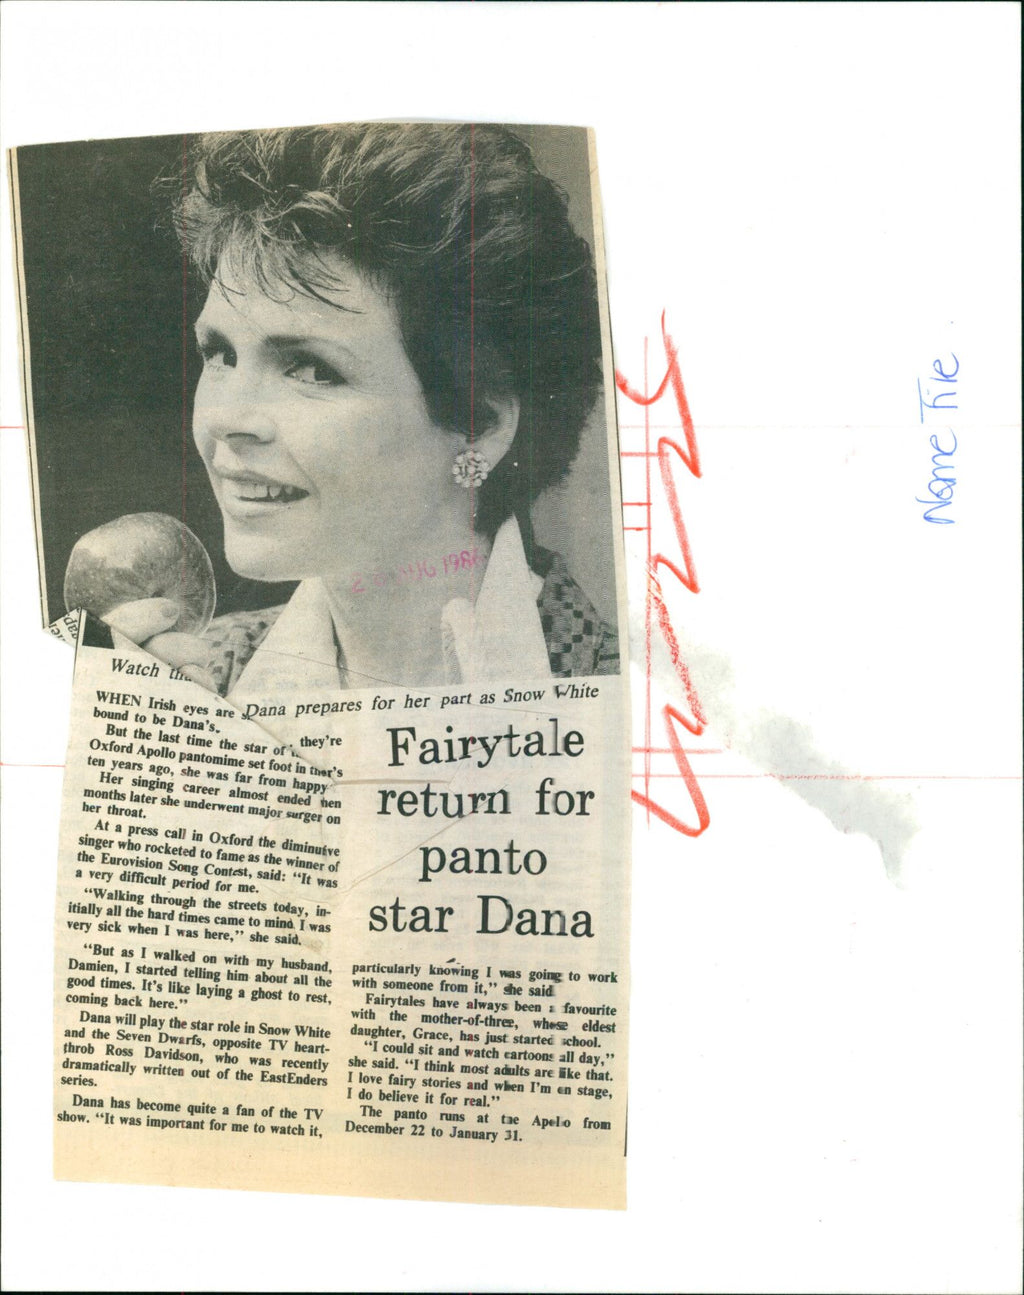 Name File
Watch
Dana prepares for her part as Snow White
WHEN Irish eyes are they're
bound to be Dana's.
But the last time the star of
Oxford Apollo pantomime set foot in
ten years ago, she was far from happy
Her singing career almost ended
months later she underwent major on
her throat.
At a press call in Oxford the diminutive
singer who rocketed to fame as the winner of
the Eurovision Song Contest, said: “It was
a very difficult period for me.
“Walking through the streets today, in-
itially all the hard times came to mind. I was
very sick when I was here,” she said.
“But as I walked on with my husband,
Damien, I started telling him about all the
good times. It's like laying a ghost to rest,
coming back here.”
Dana will play the star role in Snow White
and the Seven Dwarfs, opposite TV heart-
throb Ross Davidson, who was recently
dramatically written out of the EastEnders
series.
Dana has become quite a fan of the TV
show. “It was important for me to watch it,
Fairytale
return for
panto
star Dana
particularly knowing I was going to work
with someone from it,” she said
Fairytales have always been a favourite
with the mother-of-three, whose eldest
daughter, Grace, has just started school.
“I could sit and watch cartoons all day,”
she said. “I think most adults are like that.
I love fairy stories and when I'm on stage,
I do believe it for real.”
The panto runs at the Apollo from
December 22 to January 31.